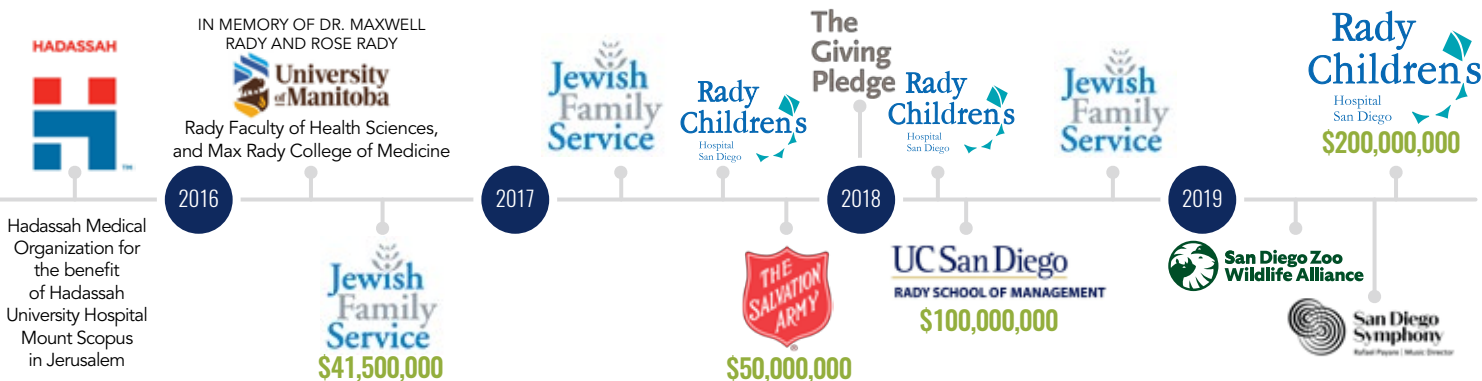 HADASSAH
™
Hadassah Medical
Organization for
the benefit
of Hadassah
University Hospital
Mount Scopus
in Jerusalem
2016
IN MEMORY OF DR. MAXWELL
RADY AND ROSE RADY
University
of Manitoba
Rady Faculty of Health Sciences,
and Max Rady College of Medicine
Jewish
Family
Service
$41,500,000
2017
Jewish
Family
Service
Rady
Children's
Hospital
San Diego
THE
SALVATION
ARMY
$50,000,000
The
Giving
Pledge
2018
Rady
Children's
Hospital
San Diego
UC San Diego
RADY SCHOOL OF MANAGEMENT
$100,000,000
Jewish
Family
Service
2019
San Diego Zoo
Wildlife Alliance
Rady
Children's
Hospital
San Diego
$200,000,000
San Diego
Symphony
Rafael Payare | Music Director